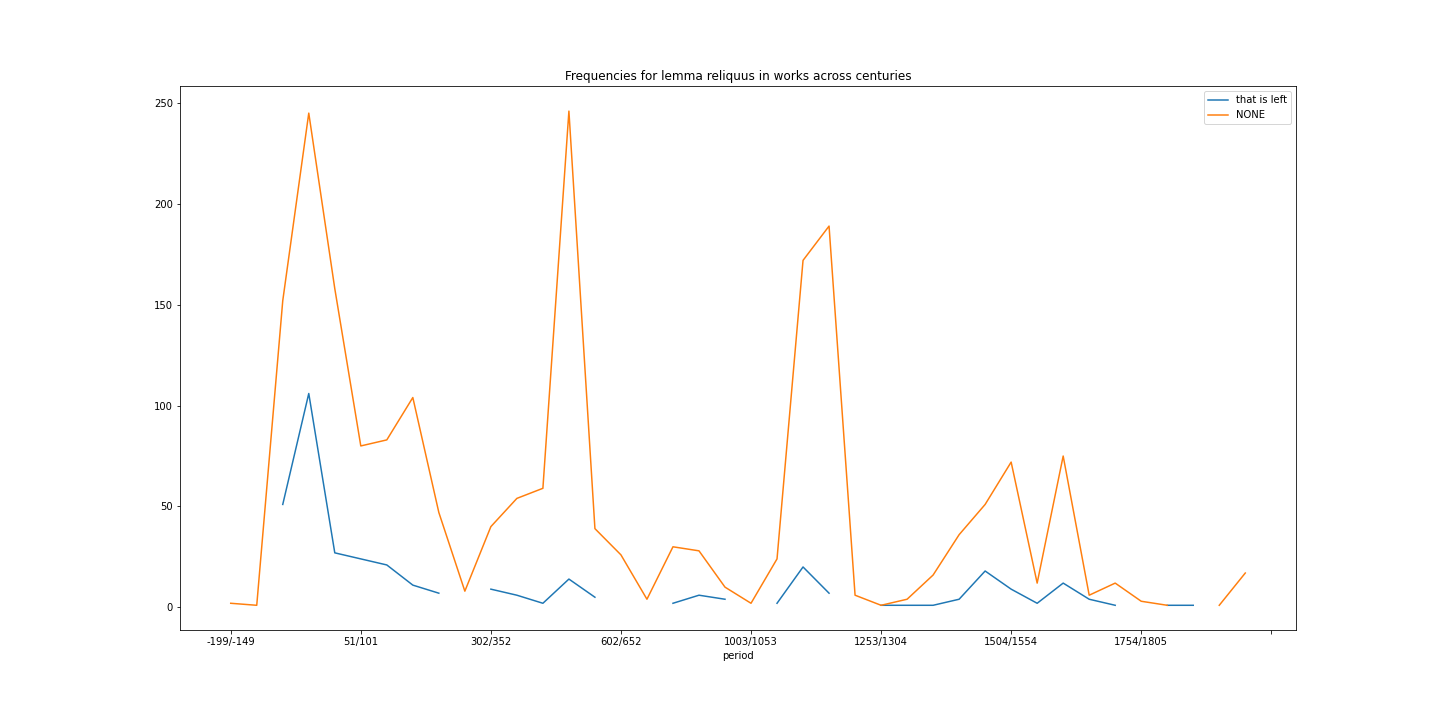 Frequencies for lemma reliquus in works across centuries
that is left
NONE
250
200
150
100
50
0
-199/-149 51/101 302/352 602/652 1003/1053 1253/1304 1504/1554 1754/1805
period